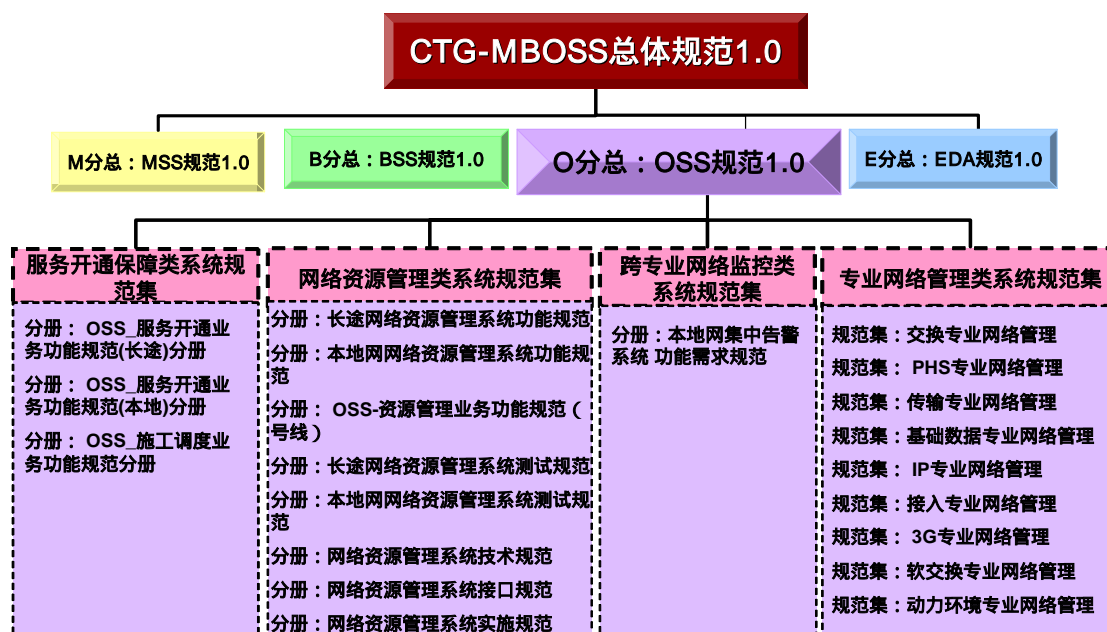 CTG-MBOSS总体规范1.0
M分总：MSS规范1.0
B分总：BSS规范1.0
O分总：OSS规范1.0
E分总：EDA规范1.0
服务开通保障类系统规
范集
分册： OSS_服务开通业
务功能规范(长途)分册
分册： OSS_服务开通业
务功能规范(本地)分册
分册： OSS_施工调度业
务功能规范分册
网络资源管理类系统规范集
分册：长途网络资源管理系统功能规范
分册：本地网网络资源管理系统功能规
范
分册： OSS-资源管理业务功能规范（
号线）
分册：长途网络资源管理系统测试规范
分册：本地网网络资源管理系统测试规
范
分册：网络资源管理系统技术规范
分册：网络资源管理系统接口规范
分册：网络资源管理系统实施规范
跨专业网络监控类
系统规范集
分册：本地网集中告警
系统 功能需求规范
专业网络管理类系统规范集
规范集：交换专业网络管理
规范集： PHS专业网络管理
规范集：传输专业网络管理
规范集：基础数据专业网络管理
规范集： IP专业网络管理
规范集：接入专业网络管理
规范集： 3G专业网络管理
规范集：软交换专业网络管理
规范集：动力环境专业网络管理